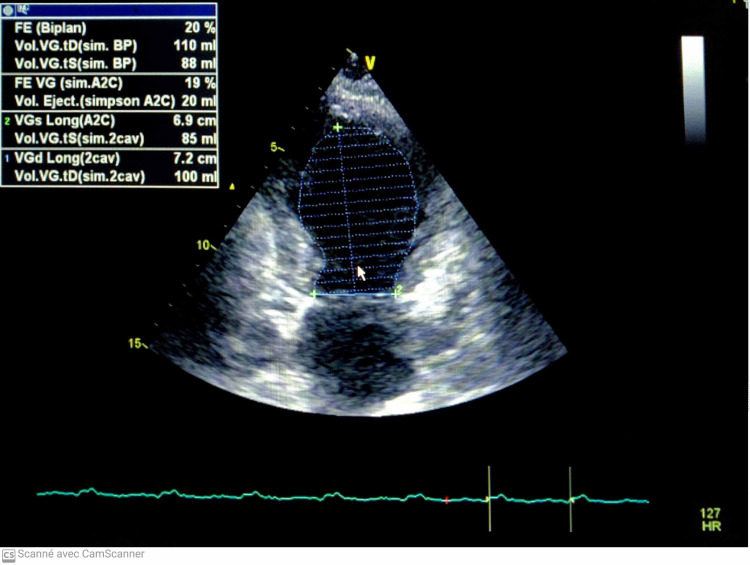 FE (Biplan) 20 %
Vol.VG.tD(sim. BP) 110 ml
Vol.VG.tS(sim. BP) 88 ml
FE VG (sim.A2C) 19 %
Vol. Eject.(simpson A2C) 20 ml
2 VGs Long(A2C) 6.9 cm
Vol.VG.tS(sim.2cav) 85 ml
1 VGd Long(2cav) 7.2 cm
Vol.VG.tD(sim.2cav) 100 ml
V
5
10
2
15
127
HR
CS Scanné avec CamScanner